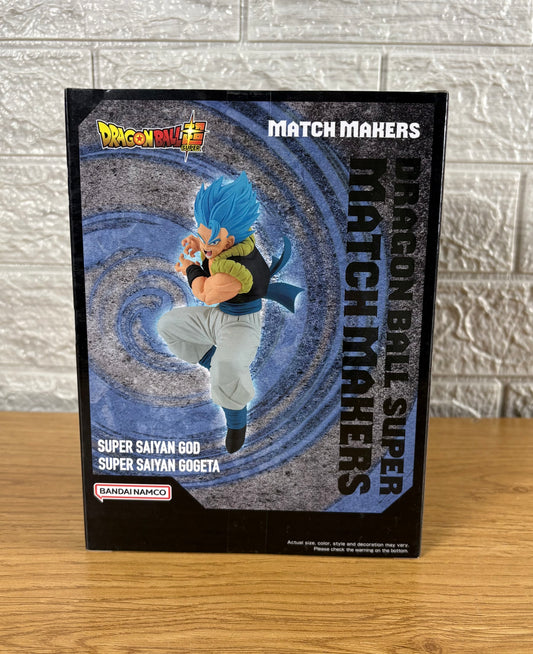 DRAGON BALL SUPER
MATCH MAKERS
DRAGON BALL SUPER
MATCH MAKERS
SUPER SAIYAN GOD
SUPER SAIYAN GOGETA
BANDAI NAMCO
Actual size, color, style and decoration may vary.
Please check the warning on the bottom.